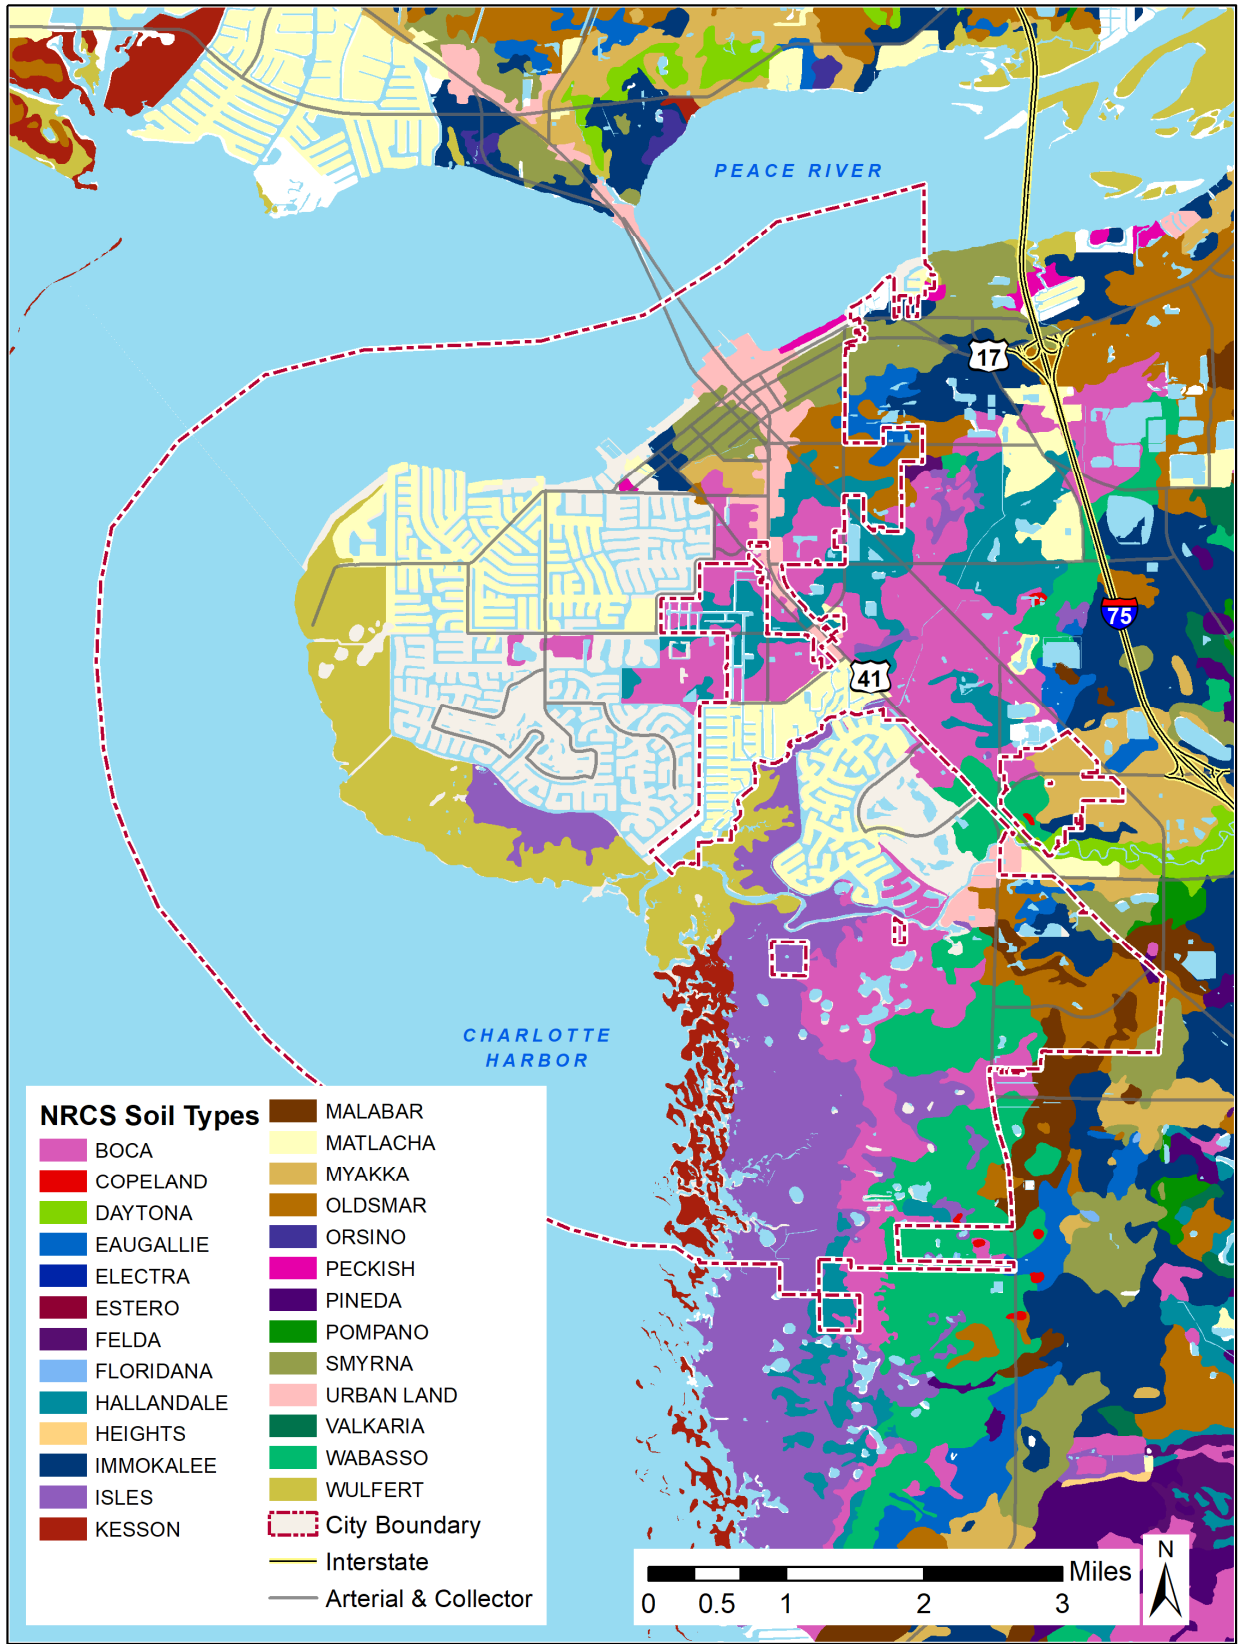 PEACE RIVER
17
75
41
CHARLOTTE
HARBOR
NRCS Soil Types
BOCA
COPELAND
DAYTONA
EAUGALLIE
ELECTRA
ESTERO
FELDA
FLORIDANA
HALLANDALE
HEIGHTS
IMMOKALEE
ISLES
KESSON
MALABAR
MATLACHA
MYAKKA
OLDSMAR
ORSINO
PECKISH
PINEDA
POMPANO
SMYRNA
URBAN LAND
VALKARIA
WABASSO
WULFERT
City Boundary
Interstate
Arterial & Collector
Miles
0 0.5 1 2 3
N